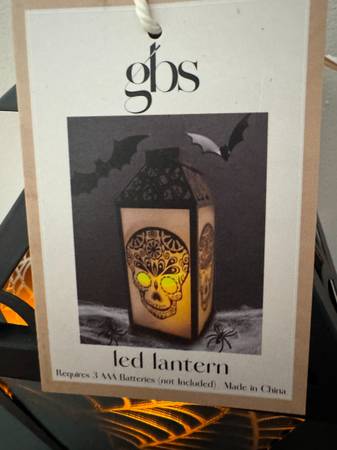 gbs
led lantern
Requires 3 AAA Batteries (not Included). Made in China